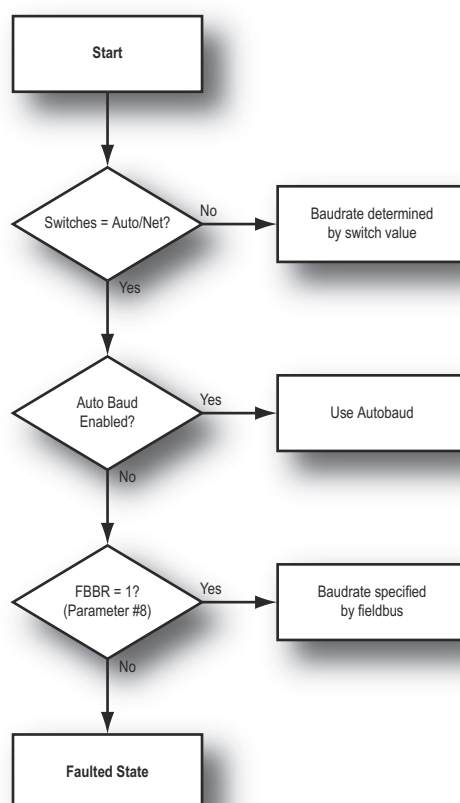 Start
Switches = Auto/Net?
No
Baudrate determined
by switch value
Yes
Auto Baud
Enabled?
Yes
Use Autobaud
No
FBBR = 1?
(Parameter #8)
Yes
Baudrate specified
by fieldbus
No
Faulted State